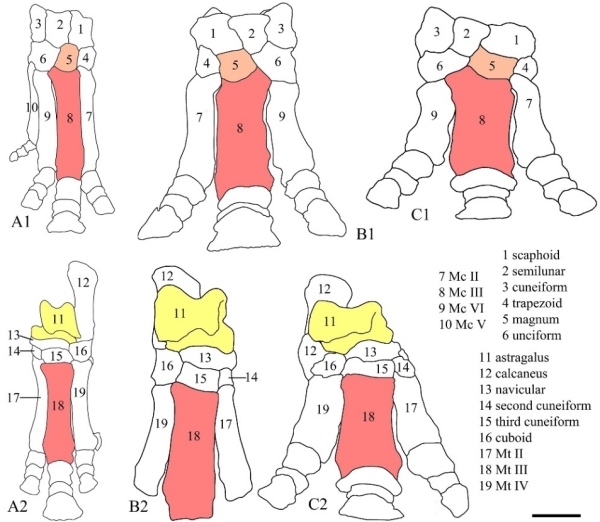 3 2 1
6 5 4
10 9 8 7
A1
1 2 3
4 5 6
7 8 9
B1
3 2 1
6 5 4
9 8 7
C1
7 Mc II
8 Mc III
9 Mc VI
10 Mc V
1 scaphoid
2 semilunar
3 cuneiform
4 trapezoid
5 magnum
6 unciform
12
11
13
14 15 16
17 18 19
A2
12
11
13
16 15 14
19 18 17
B2
12
11
12 13
16 15 14
19 18 17
C2
11 astragalus
12 calcaneus
13 navicular
14 second cuneiform
15 third cuneiform
16 cuboid
17 Mt II
18 Mt III
19 Mt IV